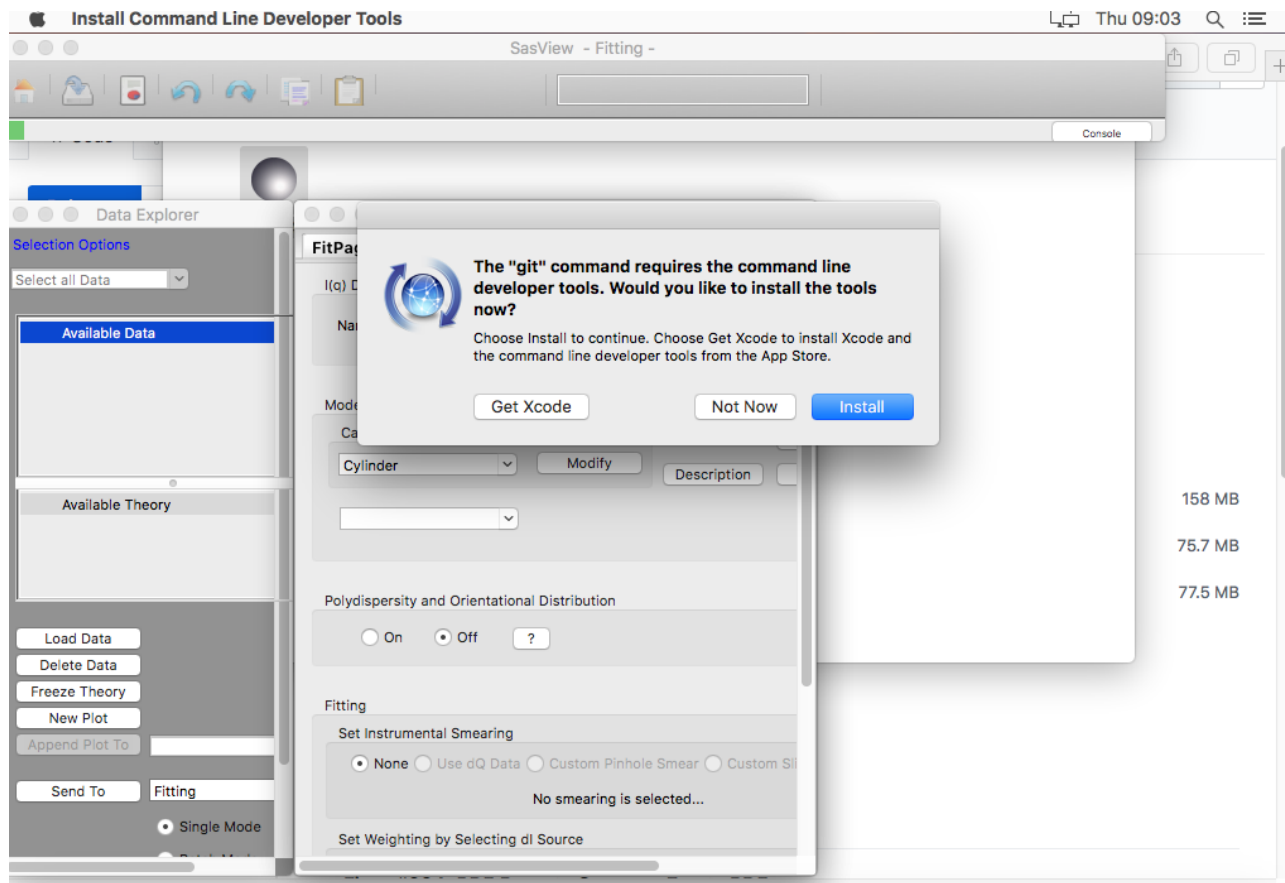 Install Command Line Developer Tools
Thu 09:03
SasView - Fitting -
Console
Data Explorer
Selection Options
Select all Data
Available Data
Available Theory
Load Data
Delete Data
Freeze Theory
New Plot
Append Plot To
Send To
Fitting
Single Mode
FitPag
I(q) D
Nar
Mode
Ca
Cylinder
Modify
Description
Polydispersity and Orientational Distribution
On
Off
?
Fitting
Set Instrumental Smearing
None
Use dQ Data
Custom Pinhole Smear
Custom Sli
No smearing is selected...
Set Weighting by Selecting dI Source
The "git" command requires the command line
developer tools. Would you like to install the tools
now?
Choose Install to continue. Choose Get Xcode to install Xcode and
the command line developer tools from the App Store.
Get Xcode
Not Now
Install
158 MB
75.7 MB
77.5 MB